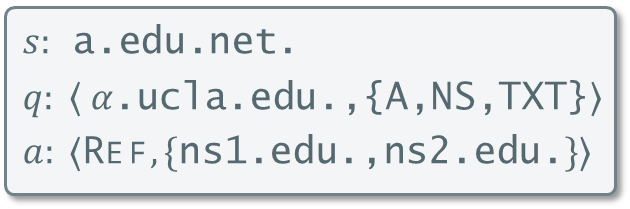 s: a.edu.net.
q: ⟨ α.ucla.edu.,{A,NS,TXT}⟩
a: ⟨REF,{ns1.edu.,ns2.edu.}⟩